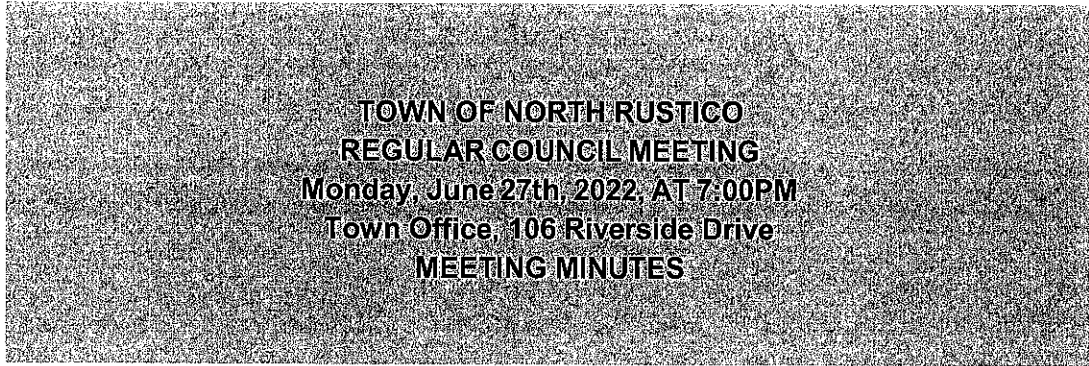 TOWN OF NORTH RUSTICO
REGULAR COUNCIL MEETING
Monday, June 27th, 2022, AT 7:00PM
Town Office, 106 Riverside Drive
MEETING MINUTES